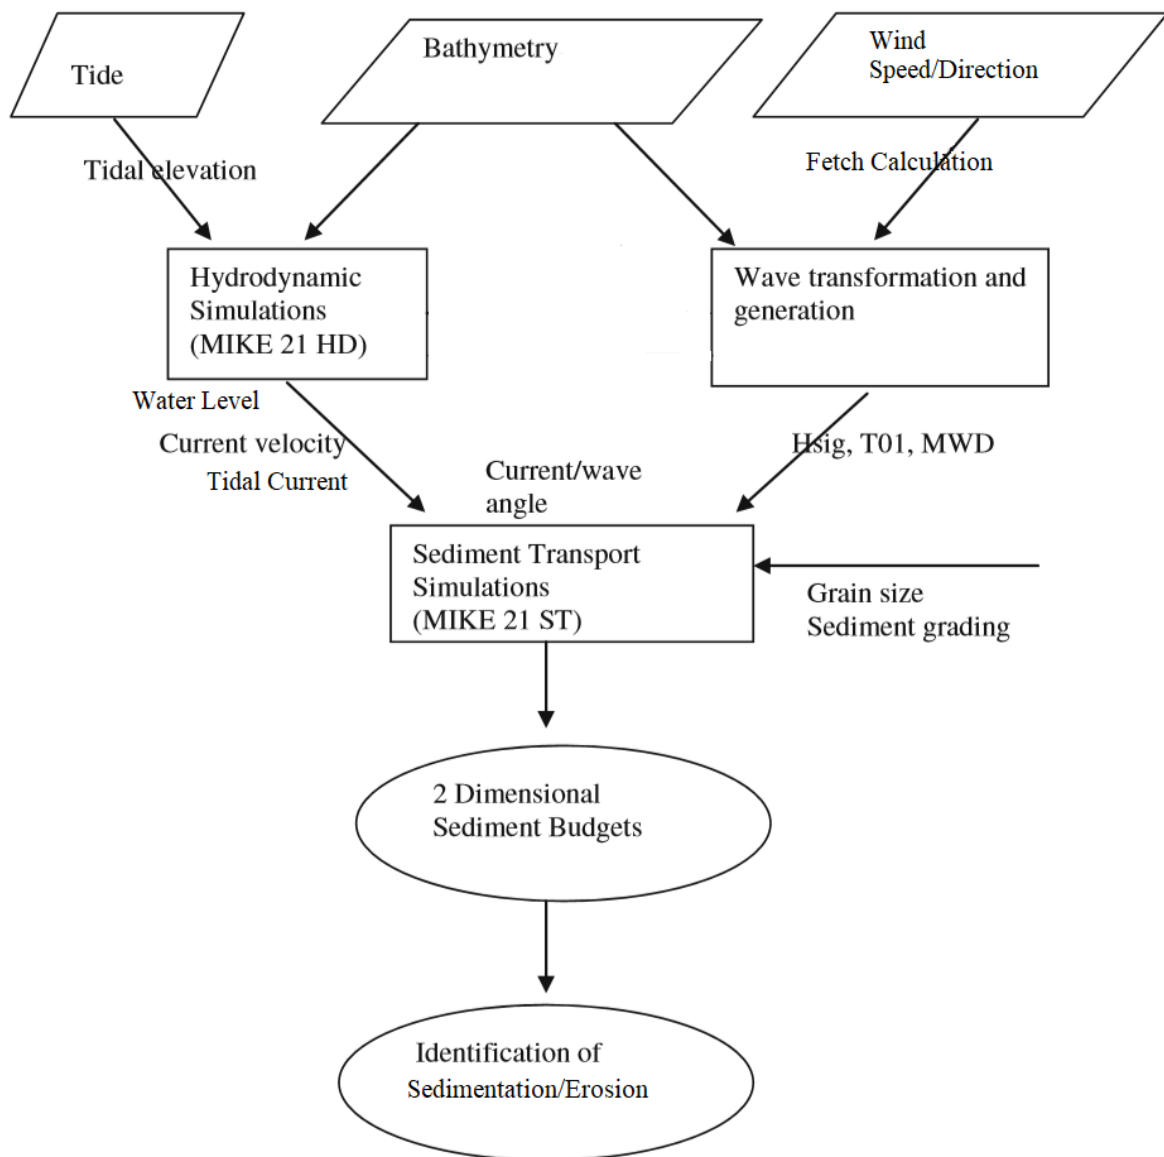 Tide
Bathymetry
Wind
Speed/Direction
Tidal elevation
Fetch Calculation
Hydrodynamic
Simulations
(MIKE 21 HD)
Wave transformation and
generation
Water Level
Current velocity
Tidal Current
Hsig, T01, MWD
Current/wave
angle
Sediment Transport
Simulations
(MIKE 21 ST)
Grain size
Sediment grading
2 Dimensional
Sediment Budgets
Identification of
Sedimentation/Erosion